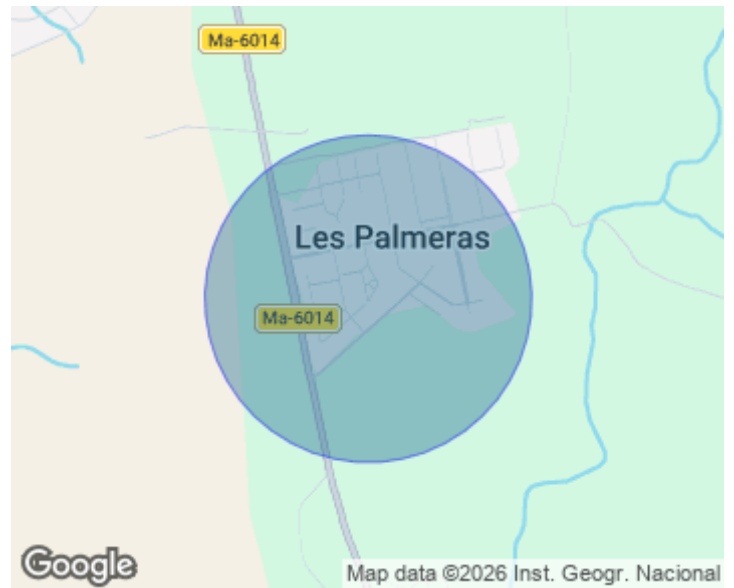 Ma-6014
Les Palmeras
Ma-6014
Google
Map data ©2026 Inst. Geogr. Nacional